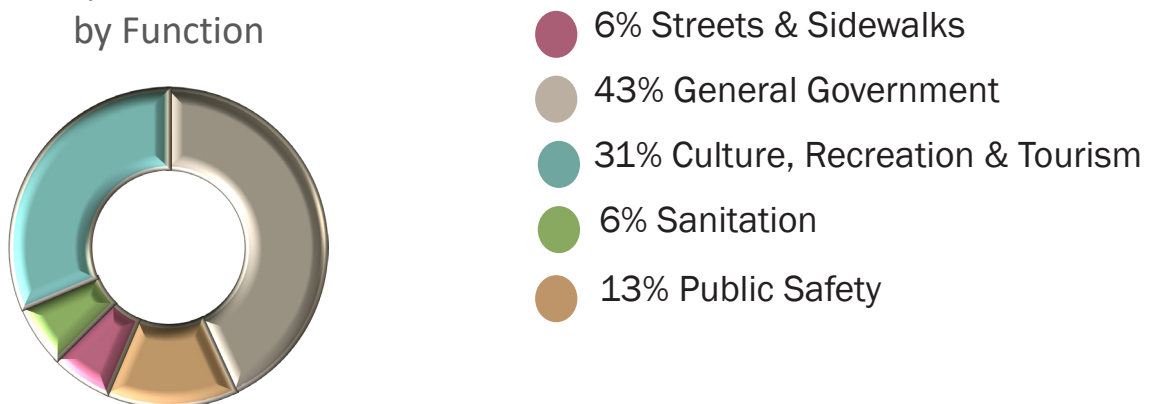 by Function
6% Streets & Sidewalks
43% General Government
31% Culture, Recreation & Tourism
6% Sanitation
13% Public Safety